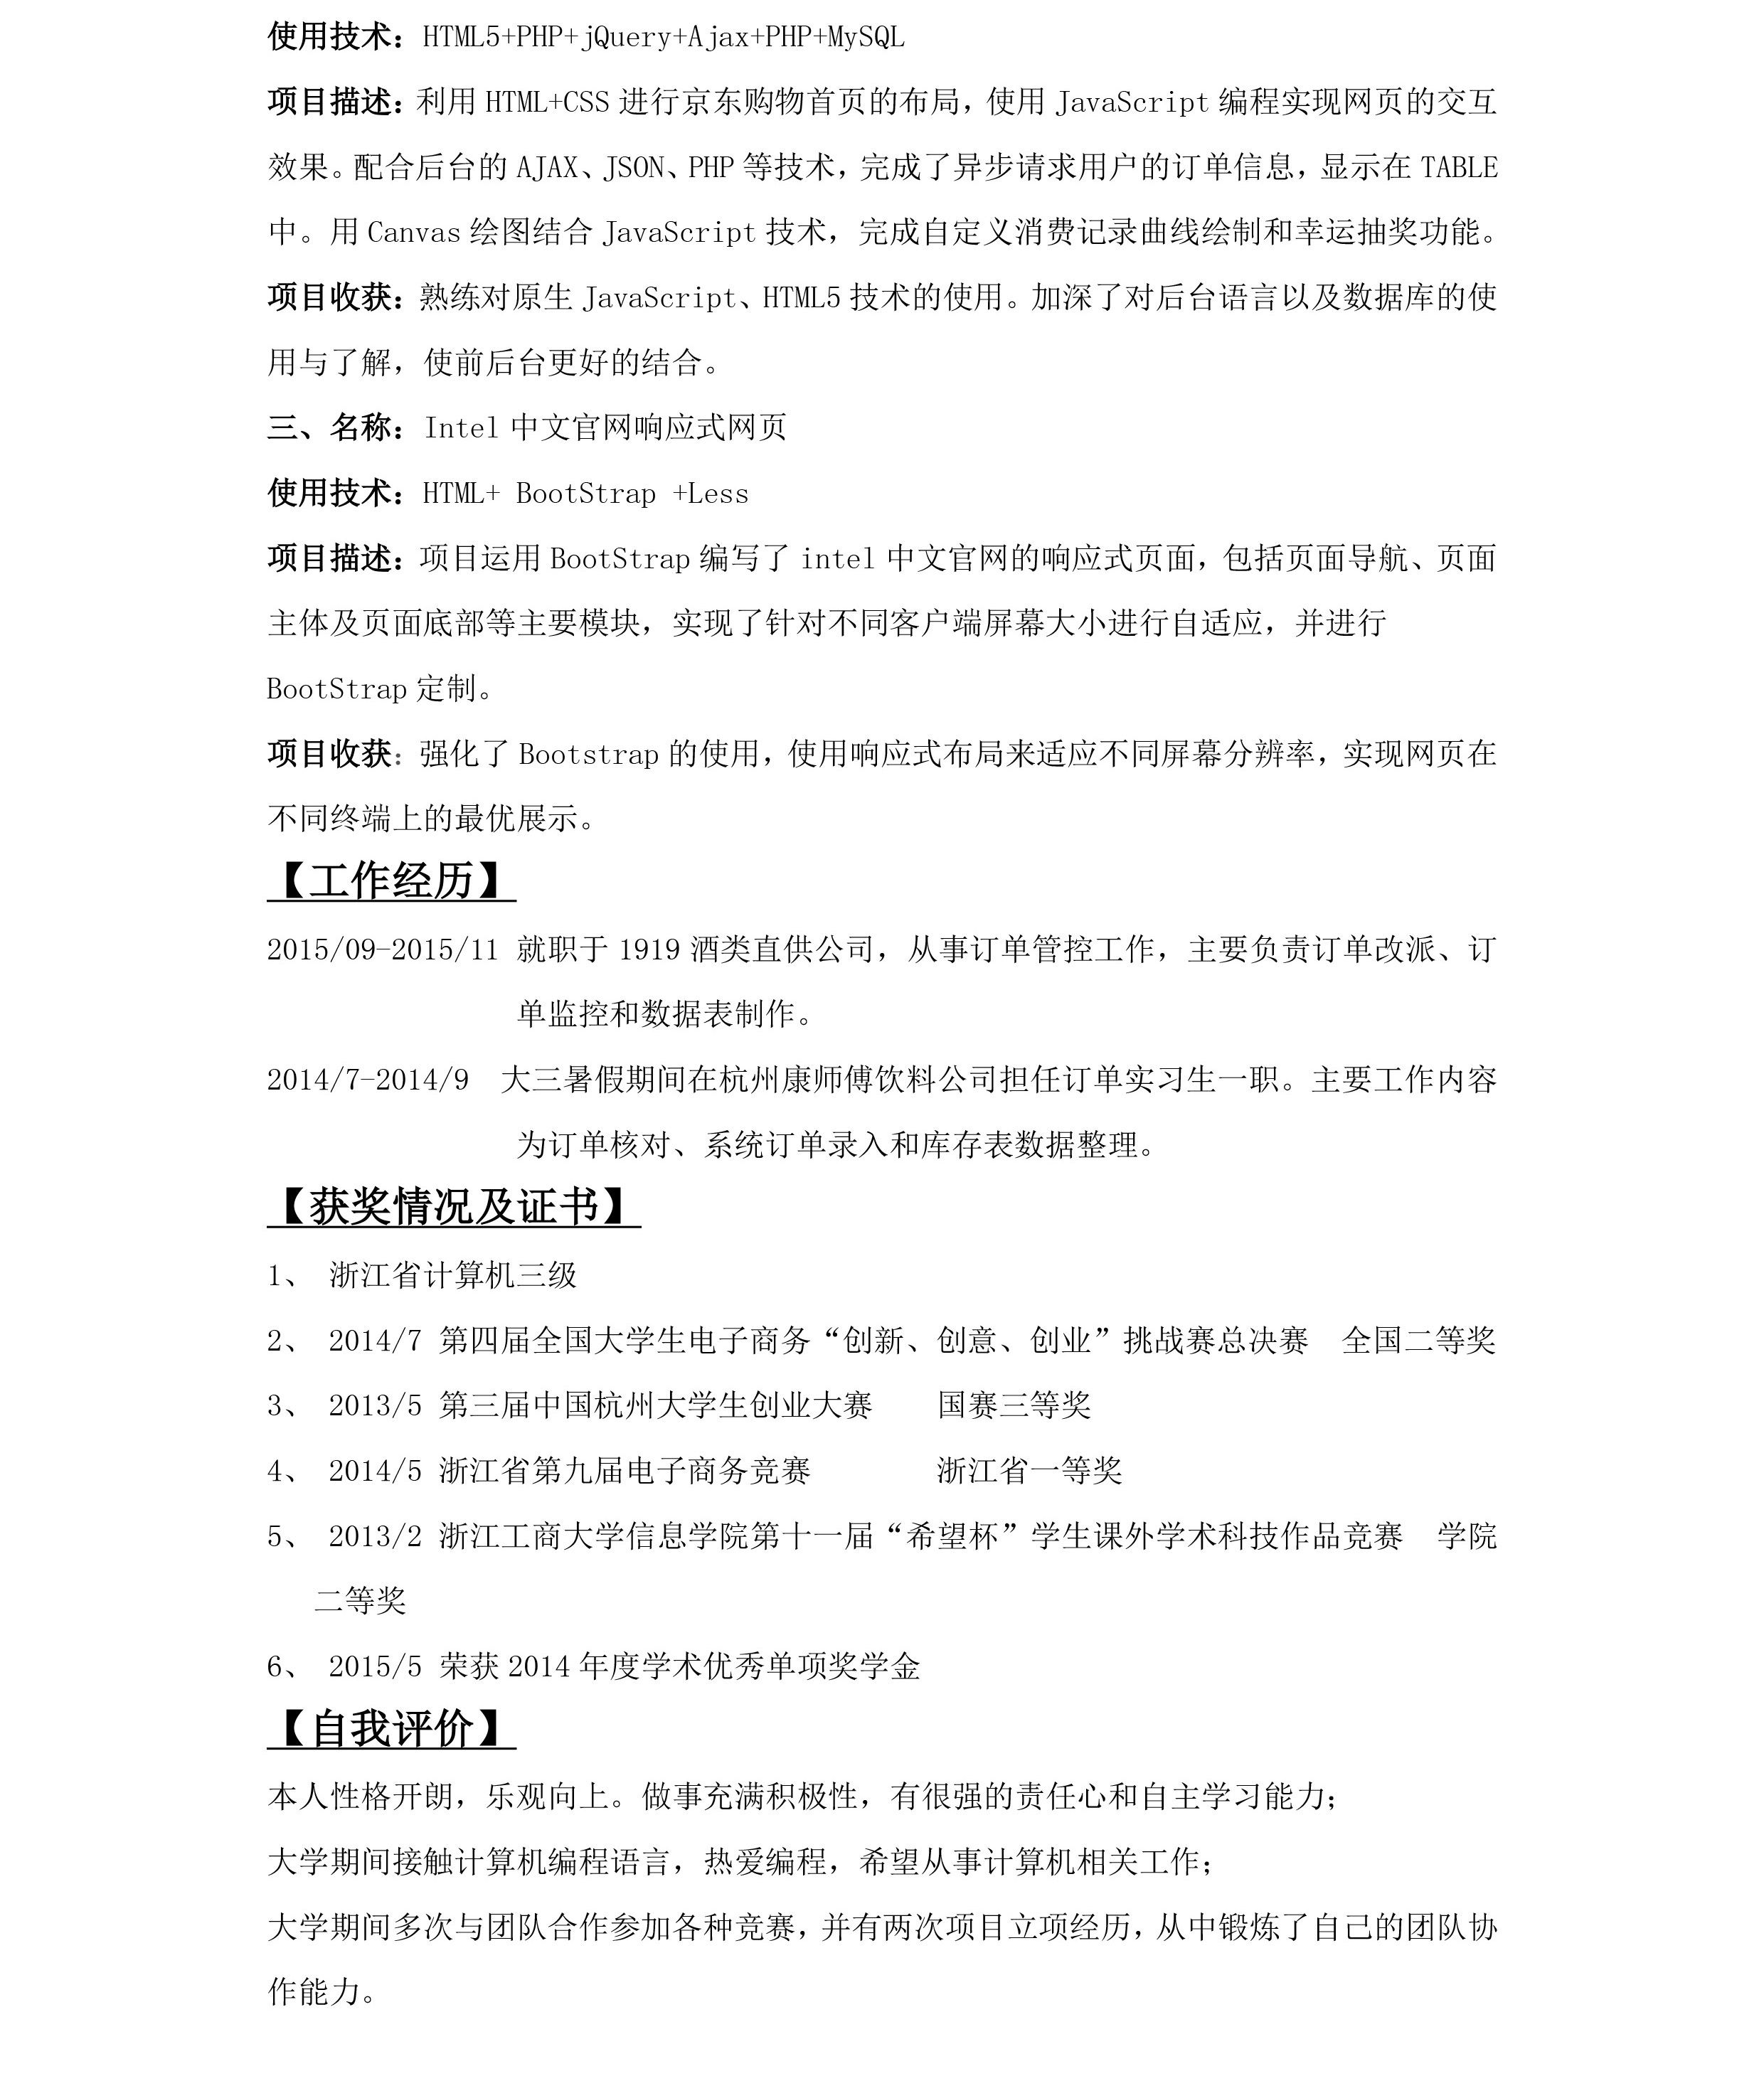 使用技术：HTML5+PHP+jQuery+Ajax+PHP+MySQL
项目描述：利用 HTML+CSS 进行京东购物首页的布局，使用 JavaScript 编程实现网页的交互
效果。配合后台的 AJAX、JSON、PHP 等技术，完成了异步请求用户的订单信息，显示在 TABLE
中。用 Canvas 绘图结合 JavaScript 技术，完成自定义消费记录曲线绘制和幸运抽奖功能。
项目收获：熟练对原生 JavaScript、HTML5 技术的使用。加深了对后台语言以及数据库的使
用与了解，使前后台更好的结合。
三、名称：Intel 中文官网响应式网页
使用技术：HTML+ BootStrap +Less
项目描述：项目运用 BootStrap 编写了 intel 中文官网的响应式页面，包括页面导航、页面
主体及页面底部等主要模块，实现了针对不同客户端屏幕大小进行自适应，并进行
BootStrap 定制。
项目收获：强化了 Bootstrap 的使用，使用响应式布局来适应不同屏幕分辨率，实现网页在
不同终端上的最优展示。
【工作经历】
2015/09-2015/11 就职于 1919 酒类直供公司，从事订单管控工作，主要负责订单改派、订
单监控和数据表制作。
2014/7-2014/9 大三暑假期间在杭州康师傅饮料公司担任订单实习生一职。主要工作内容
为订单核对、系统订单录入和库存表数据整理。
【获奖情况及证书】
1、 浙江省计算机三级
2、 2014/7 第四届全国大学生电子商务“创新、创意、创业”挑战赛总决赛 全国二等奖
3、 2013/5 第三届中国杭州大学生创业大赛 国赛三等奖
4、 2014/5 浙江省第九届电子商务竞赛 浙江省一等奖
5、 2013/2 浙江工商大学信息学院第十一届“希望杯”学生课外学术科技作品竞赛 学院
二等奖
6、 2015/5 荣获 2014 年度学术优秀单项奖学金
【自我评价】
本人性格开朗，乐观向上。做事充满积极性，有很强的责任心和自主学习能力；
大学期间接触计算机编程语言，热爱编程，希望从事计算机相关工作；
大学期间多次与团队合作参加各种竞赛，并有两次项目立项经历，从中锻炼了自己的团队协
作能力。